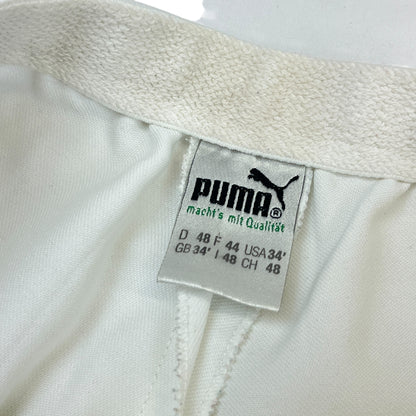 PUMA®
macht's mit Qualität
D 48 F 44 USA 34'
GB 34' I 48 CH 48